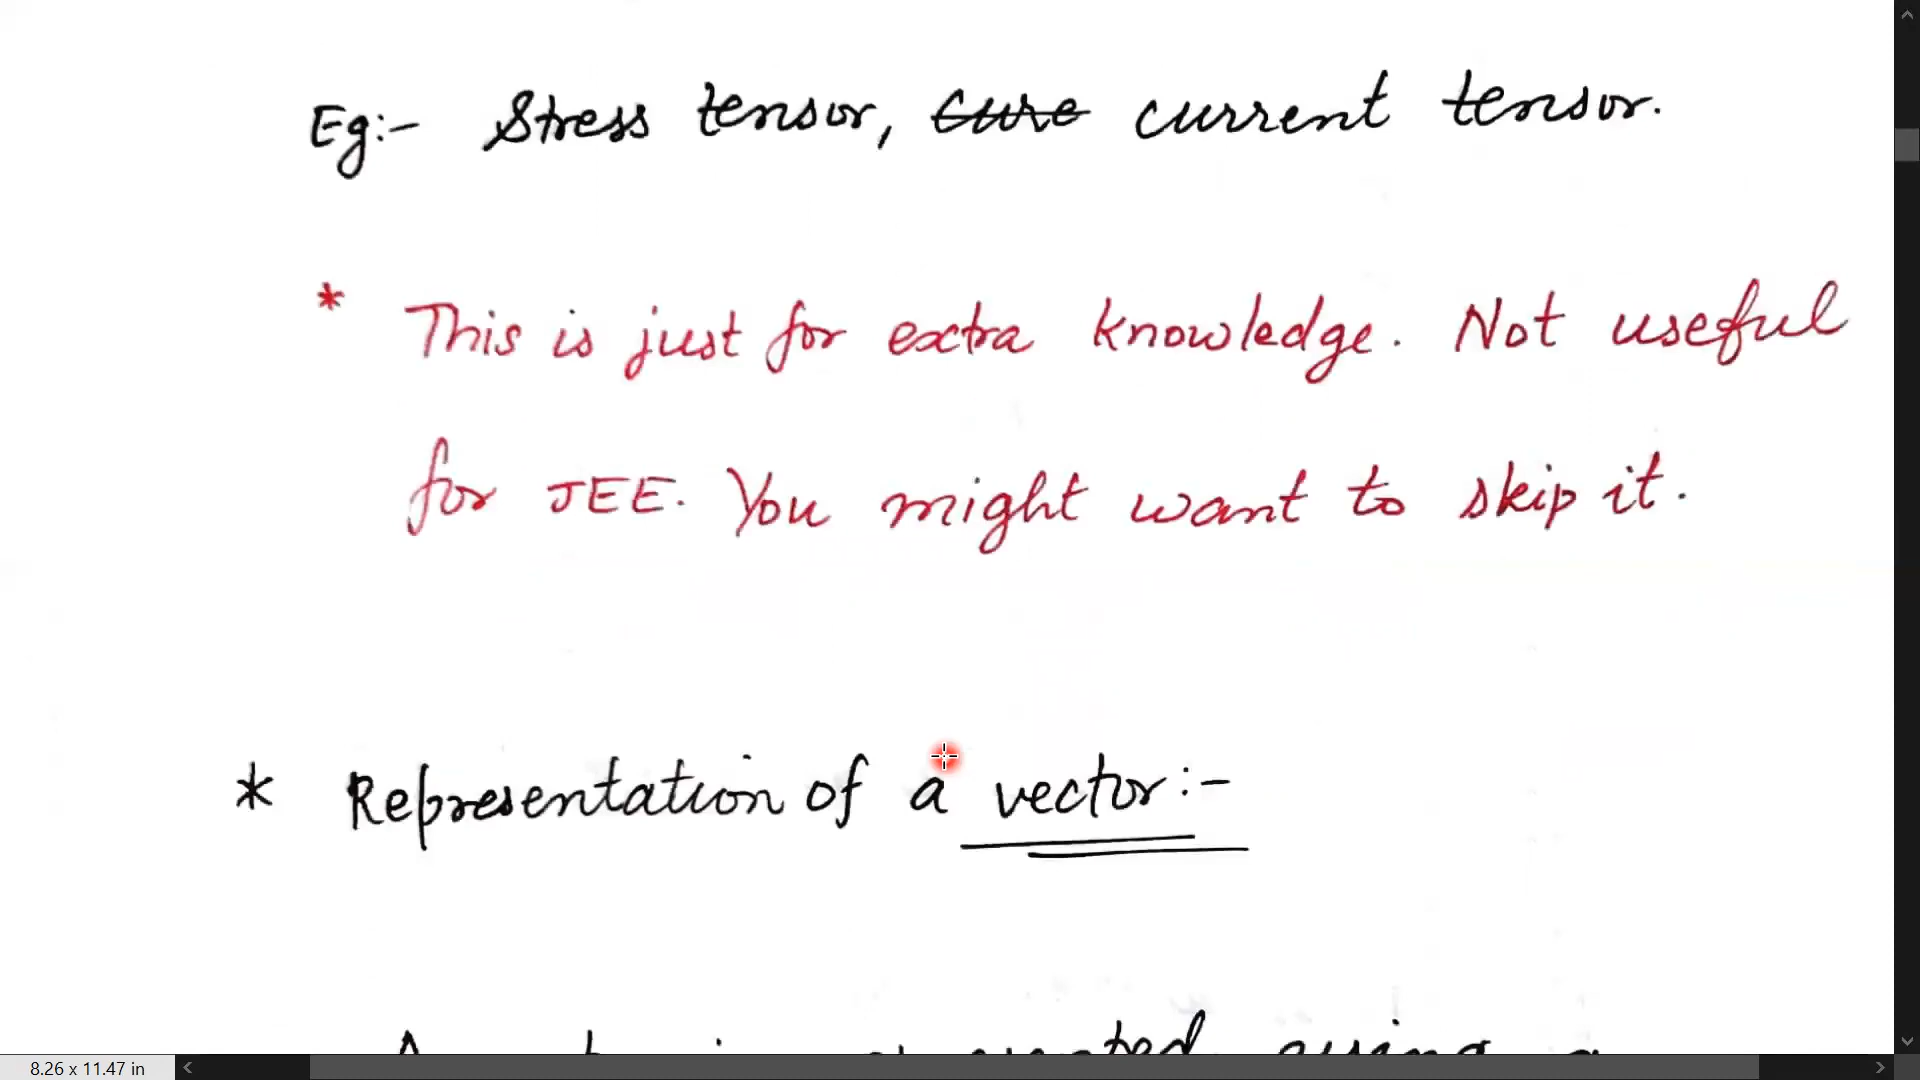 Eg:- Stress tensor, Cure current tensor.
* This is just for extra knowledge. Not useful
for JEE. You might want to skip it.
* Representation of a vector:-
8.26 x 11.47 in